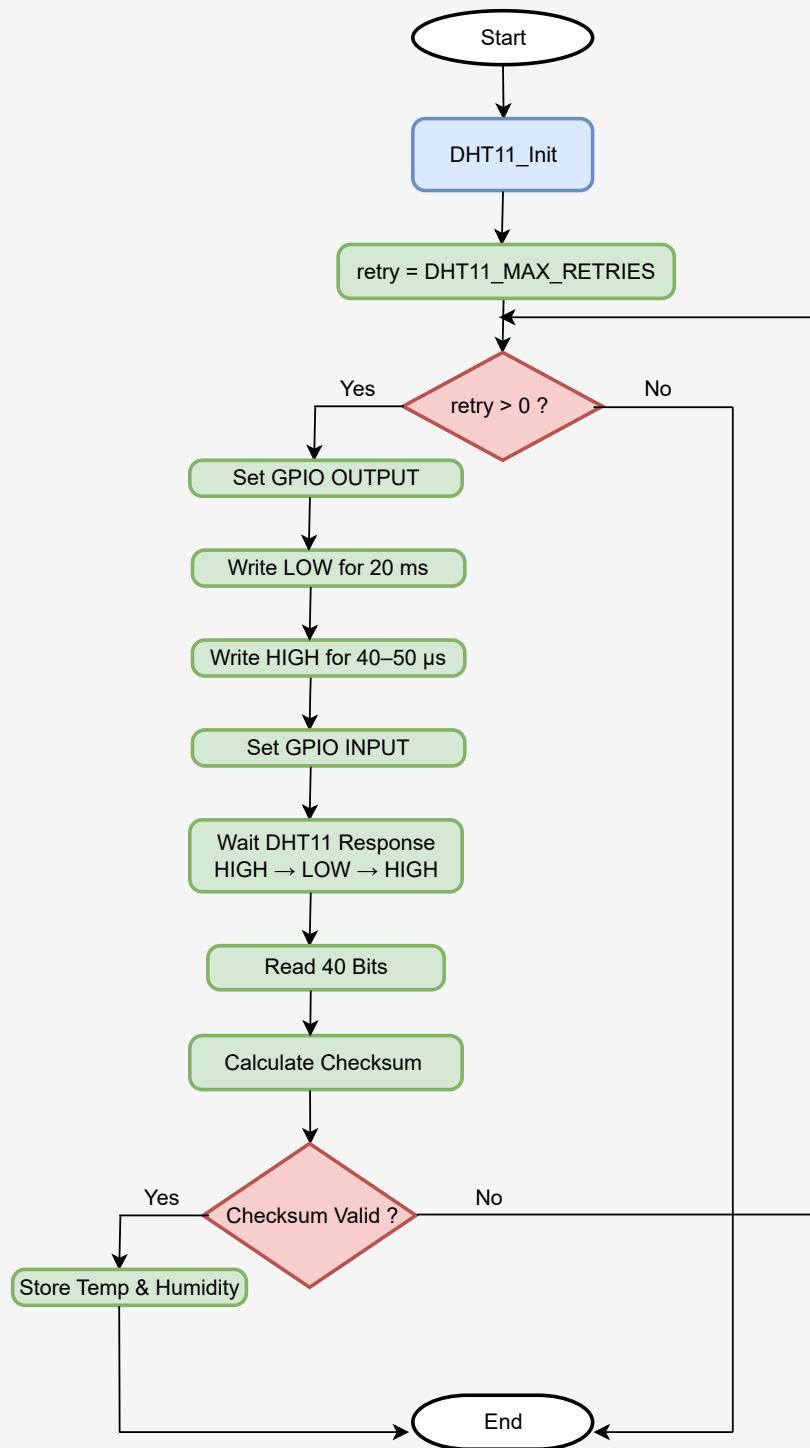 Start
DHT11_Init
retry = DHT11_MAX_RETRIES
retry > 0 ?
Yes
No
Set GPIO OUTPUT
Write LOW for 20 ms
Write HIGH for 40–50 µs
Set GPIO INPUT
Wait DHT11 Response
HIGH → LOW → HIGH
Read 40 Bits
Calculate Checksum
Checksum Valid ?
Yes
No
Store Temp & Humidity
End